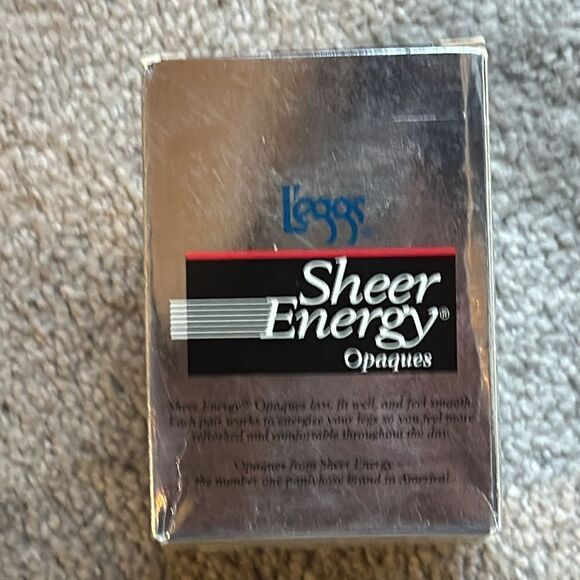 L'eggs®
Sheer
Energy®
Opaques
Sheer Energy® Opaques last, fit well, and feel smooth.
Each pair works to energize your legs so you feel more
refreshed and comfortable throughout the day.
Opaques from Sheer Energy –
the number one pantyhose brand in America!